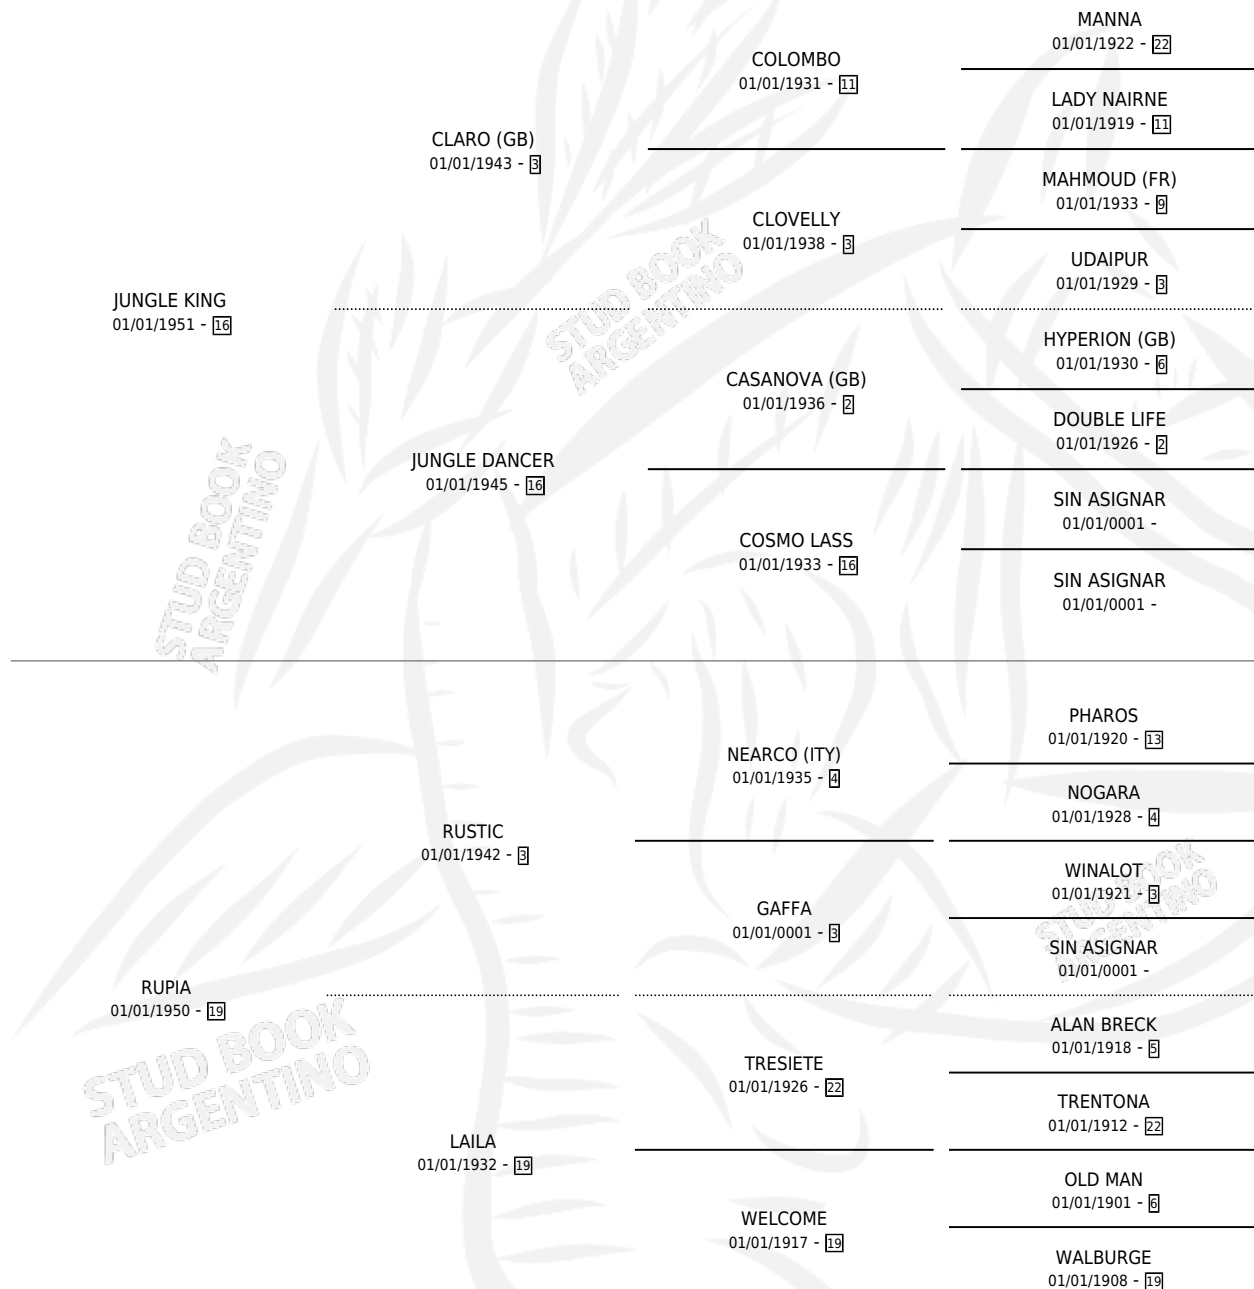 MANNA
01/01/1922 - 22
COLOMBO
01/01/1931 - 11
LADY NAIRNE
01/01/1919 - 11
CLARO (GB)
01/01/1943 - 3
MAHMOUD (FR)
01/01/1933 - 9
CLOVELLY
01/01/1938 - 3
UDAIPUR
01/01/1929 - 3
JUNGLE KING
01/01/1951 - 16
HYPERION (GB)
01/01/1930 - 6
CASANOVA (GB)
01/01/1936 - 2
DOUBLE LIFE
01/01/1926 - 2
JUNGLE DANCER
01/01/1945 - 16
SIN ASIGNAR
01/01/0001 -
COSMO LASS
01/01/1933 - 16
SIN ASIGNAR
01/01/0001 -
PHAROS
01/01/1920 - 13
NEARCO (ITY)
01/01/1935 - 4
NOGARA
01/01/1928 - 4
RUSTIC
01/01/1942 - 3
WINALOT
01/01/1921 - 3
GAFFA
01/01/0001 - 3
SIN ASIGNAR
01/01/0001 -
RUPIA
01/01/1950 - 19
ALAN BRECK
01/01/1918 - 5
TRESIETE
01/01/1926 - 22
TRENTONA
01/01/1912 - 22
LAILA
01/01/1932 - 19
OLD MAN
01/01/1901 - 6
WELCOME
01/01/1917 - 19
WALBURGE
01/01/1908 - 19
STUD BOOK
ARGENTINO
STUD BOOK
ARGENTINO
STUD BOOK
ARGENTINO
STUD BOOK
ARGENTINO